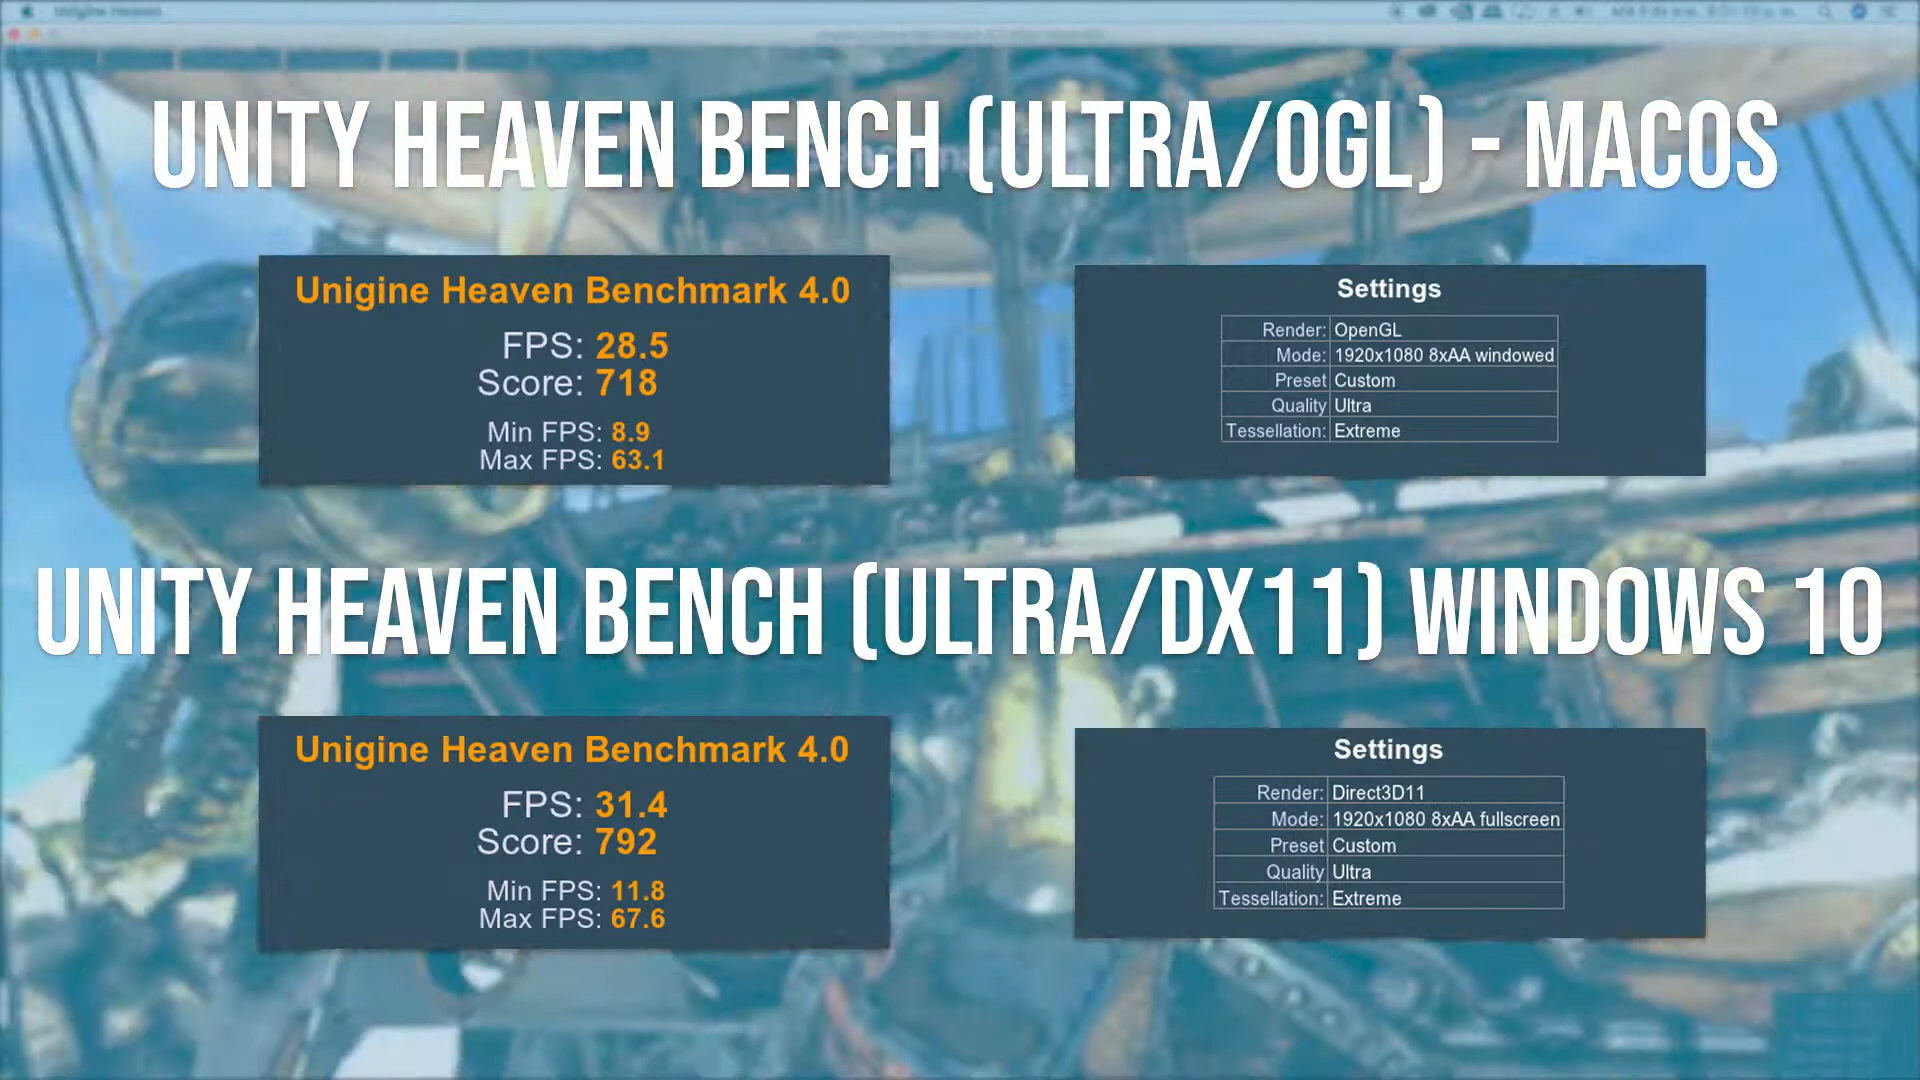 Unigine Heaven
UNITY HEAVEN BENCH (ULTRA/OGL) - MACOS
Unigine Heaven Benchmark 4.0
FPS: 28.5
Score: 718
Min FPS: 8.9
Max FPS: 63.1
Settings
Render: OpenGL
Mode: 1920x1080 8xAA windowed
Preset Custom
Quality Ultra
Tessellation: Extreme
UNITY HEAVEN BENCH (ULTRA/DX11) WINDOWS 10
Unigine Heaven Benchmark 4.0
FPS: 31.4
Score: 792
Min FPS: 11.8
Max FPS: 67.6
Settings
Render: Direct3D11
Mode: 1920x1080 8xAA fullscreen
Preset Custom
Quality Ultra
Tessellation: Extreme